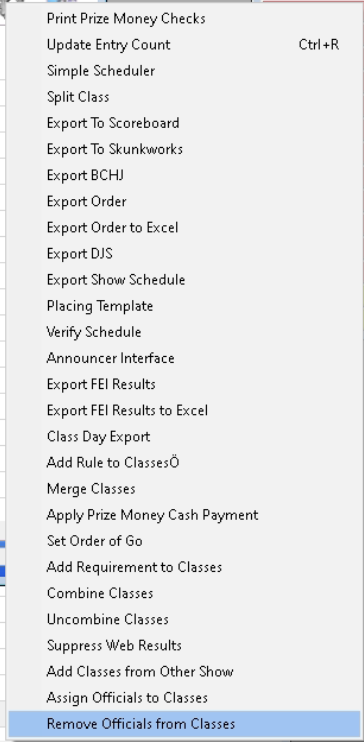 Print Prize Money Checks
Update Entry Count Ctrl+R
Simple Scheduler
Split Class
Export To Scoreboard
Export To Skunkworks
Export BCHJ
Export Order
Export Order to Excel
Export DJS
Export Show Schedule
Placing Template
Verify Schedule
Announcer Interface
Export FEI Results
Export FEI Results to Excel
Class Day Export
Add Rule to ClassesÖ
Merge Classes
Apply Prize Money Cash Payment
Set Order of Go
Add Requirement to Classes
Combine Classes
Uncombine Classes
Suppress Web Results
Add Classes from Other Show
Assign Officials to Classes
Remove Officials from Classes